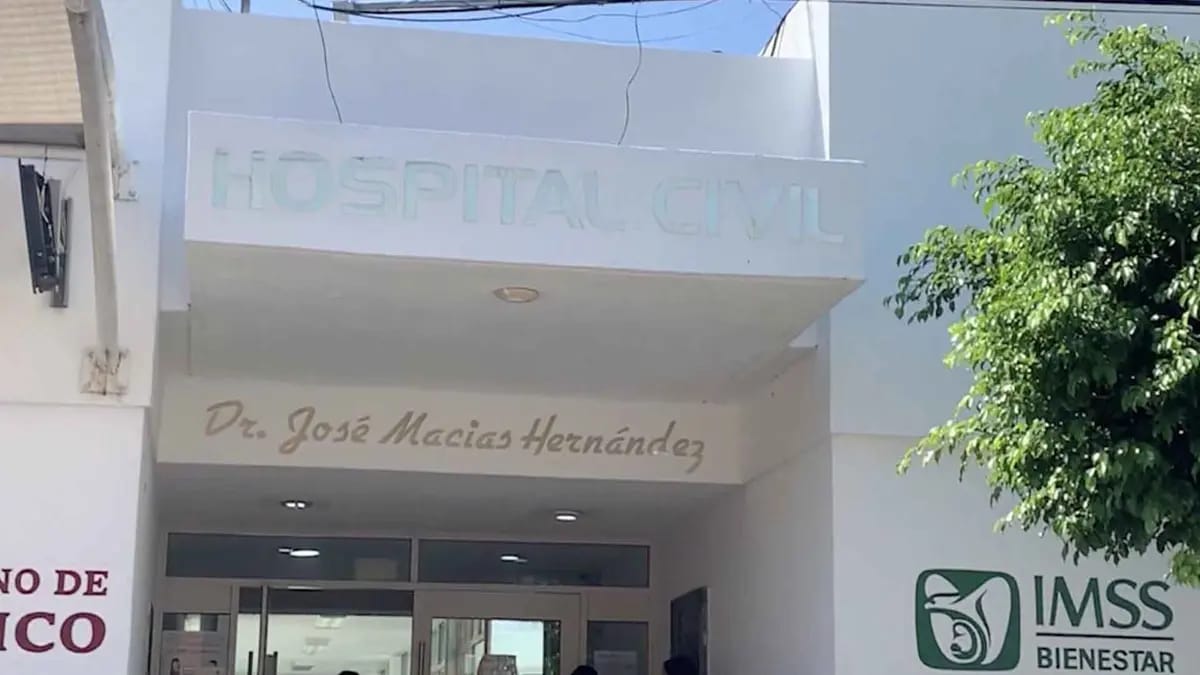 HOSPITAL CIVIL
Dr. José Macias Hernández
NO DE
ICO
IMSS
BIENESTAR